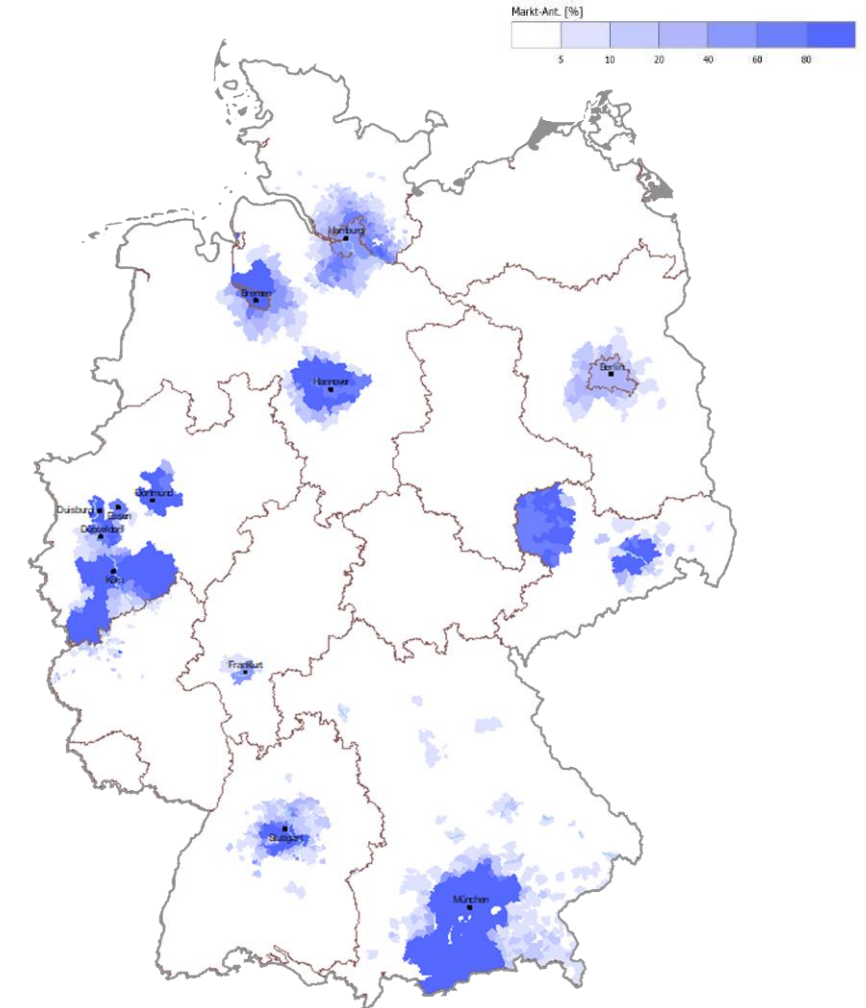 Markt-Ant. [%]
5 10 20 40 60 80
Hamburg
Bremen
Berlin
Hannover
Dortmund
Duisburg
Essen
Düsseldorf
Köln
Frankfurt
Stuttgart
München